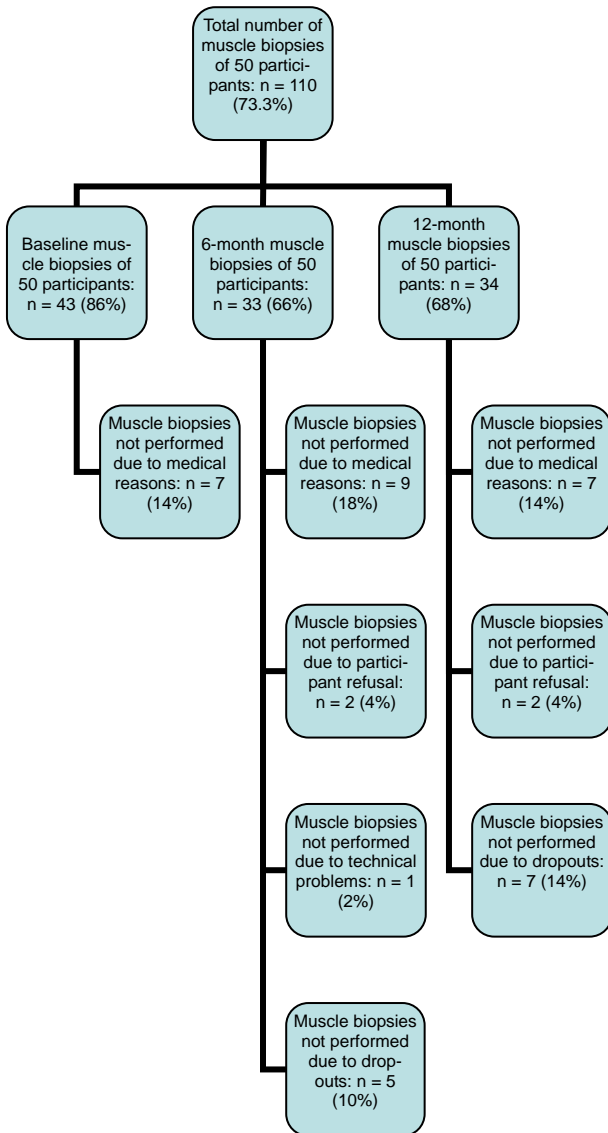 Total number of
muscle biopsies
of 50 partici-
pants: n = 110
(73.3%)
Baseline mus-
cle biopsies of
50 participants:
n = 43 (86%)
6-month muscle
biopsies of 50
participants:
n = 33 (66%)
12-month
muscle biopsies
of 50 partici-
pants: n = 34
(68%)
Muscle biopsies
not performed
due to medical
reasons: n = 7
(14%)
Muscle biopsies
not performed
due to medical
reasons: n = 9
(18%)
Muscle biopsies
not performed
due to medical
reasons: n = 7
(14%)
Muscle biopsies
not performed
due to partici-
pant refusal:
n = 2 (4%)
Muscle biopsies
not performed
due to partici-
pant refusal:
n = 2 (4%)
Muscle biopsies
not performed
due to technical
problems: n = 1
(2%)
Muscle biopsies
not performed
due to dropouts:
n = 7 (14%)
Muscle biopsies
not performed
due to drop-
outs: n = 5
(10%)